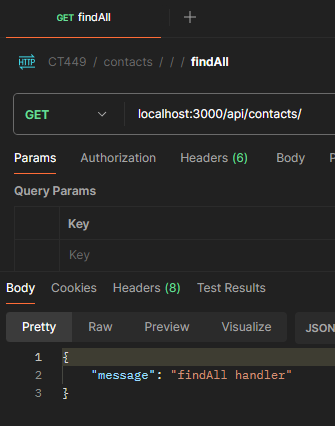 GET findAll
HTTP CT449 / contacts / / / findAll
GET localhost:3000/api/contacts/
Params Authorization Headers (6) Body
Query Params
Key
Key
Body Cookies Headers (8) Test Results
Pretty Raw Preview Visualize JSON
1 {
2 "message": "findAll handler"
3 }